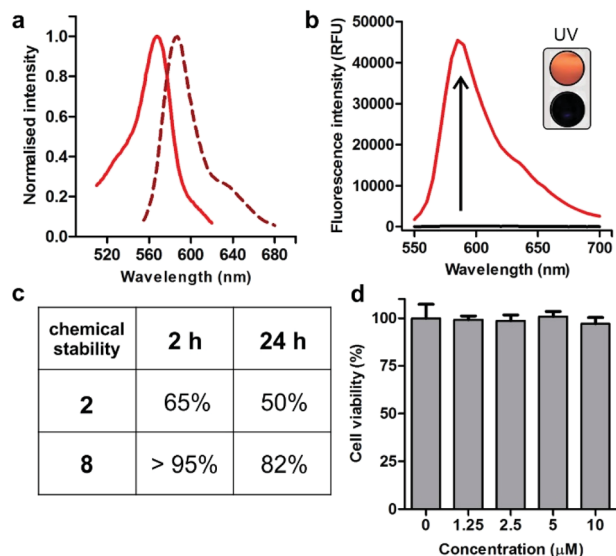 a
Normalised intensity
1.0
0.8
0.6
0.4
0.2
0.0
520 560 600 640 680
Wavelength (nm)
b
UV
Fluorescence intensity (RFU)
50000
40000
30000
20000
10000
0
550 600 650 700
Wavelength (nm)
c
chemical
stability
2 h
24 h
2
65%
50%
8
> 95%
82%
d
Cell viability (%)
100
75
50
25
0
0 1.25 2.5 5 10
Concentration (μM)